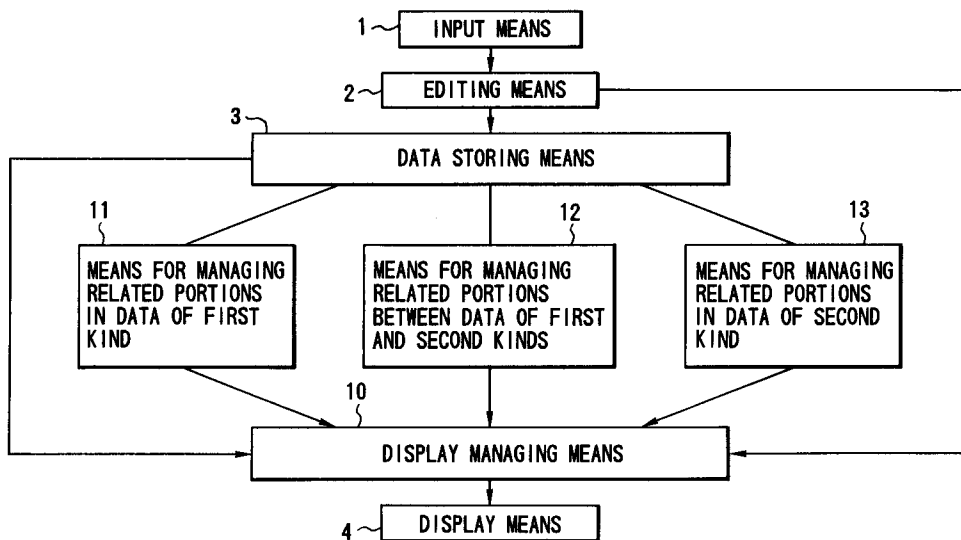 1
INPUT MEANS
2
EDITING MEANS
3
DATA STORING MEANS
11
MEANS FOR MANAGING
RELATED PORTIONS
IN DATA OF FIRST
KIND
12
MEANS FOR MANAGING
RELATED PORTIONS
BETWEEN DATA OF FIRST
AND SECOND KINDS
13
MEANS FOR MANAGING
RELATED PORTIONS
IN DATA OF SECOND
KIND
10
DISPLAY MANAGING MEANS
4
DISPLAY MEANS